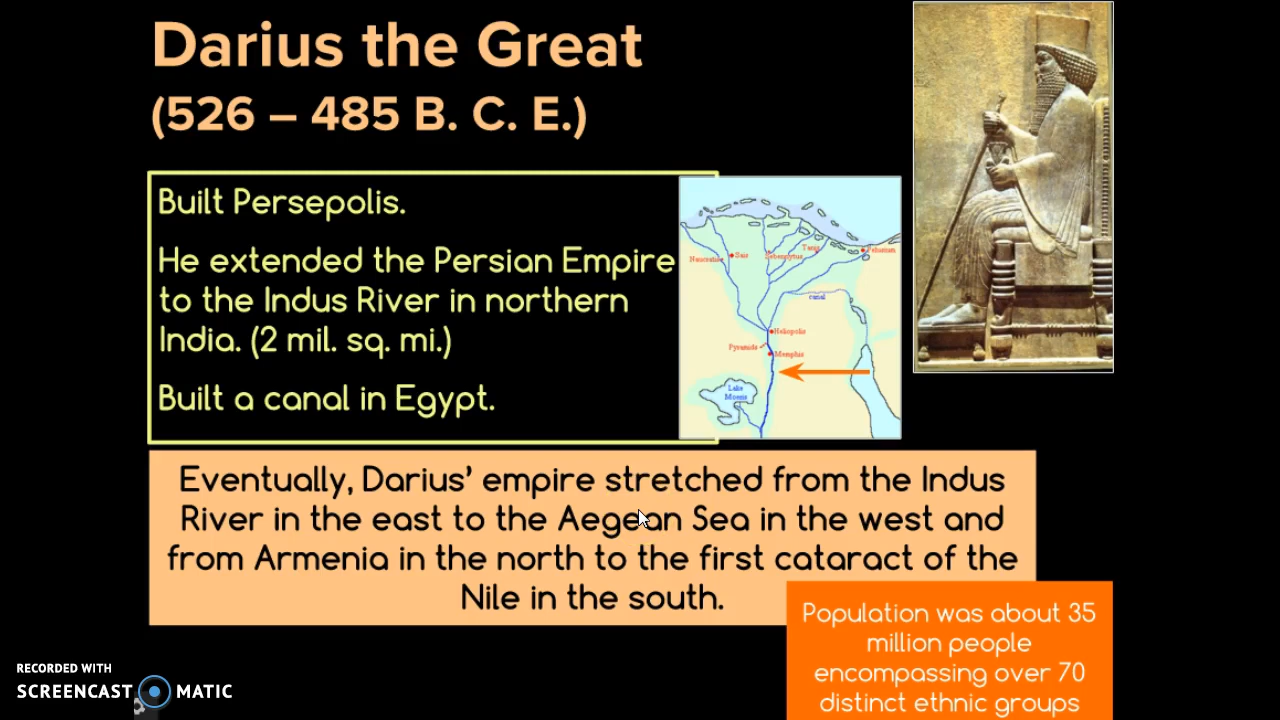 Darius the Great
(526 – 485 B. C. E.)
Built Persepolis.
He extended the Persian Empire
to the Indus River in northern
India. (2 mil. sq. mi.)
Built a canal in Egypt.
Naucratis
Sais
Sebennytus
Tanis
Pelusium
canal
Heliopolis
Pyramids
Memphis
Lake
Moeris
Eventually, Darius’ empire stretched from the Indus
River in the east to the Aegean Sea in the west and
from Armenia in the north to the first cataract of the
Nile in the south.
Population was about 35
million people
encompassing over 70
distinct ethnic groups
RECORDED WITH
SCREENCAST MATIC